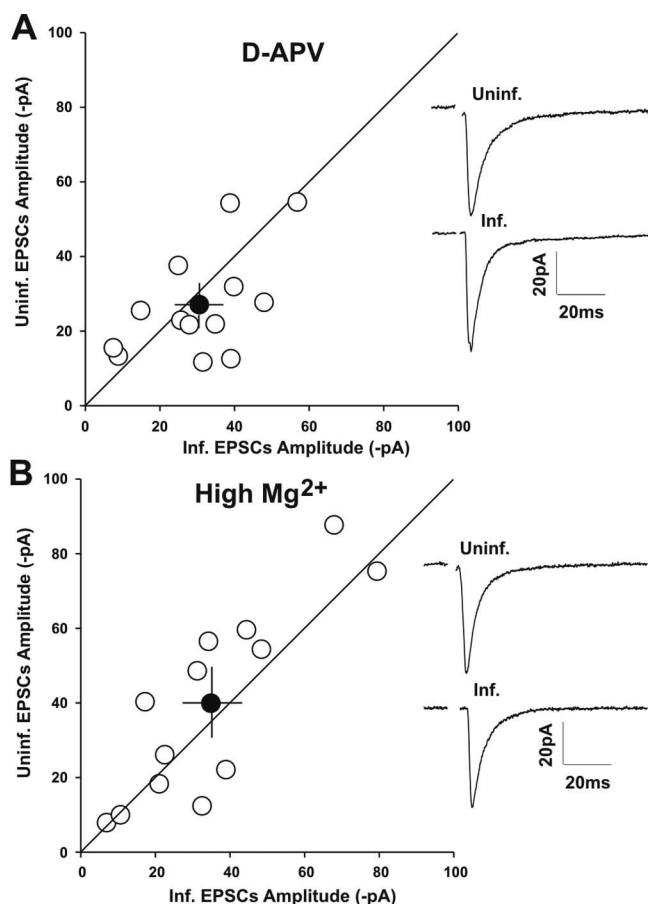 A
D-APV
100
80
60
40
20
0
Uninf. EPSCs Amplitude (-pA)
0 20 40 60 80 100
Inf. EPSCs Amplitude (-pA)
Uninf.
Inf.
20pA
20ms
B
High Mg2+
100
80
60
40
20
0
Uninf. EPSCs Amplitude (-pA)
0 20 40 60 80 100
Inf. EPSCs Amplitude (-pA)
Uninf.
Inf.
20pA
20ms